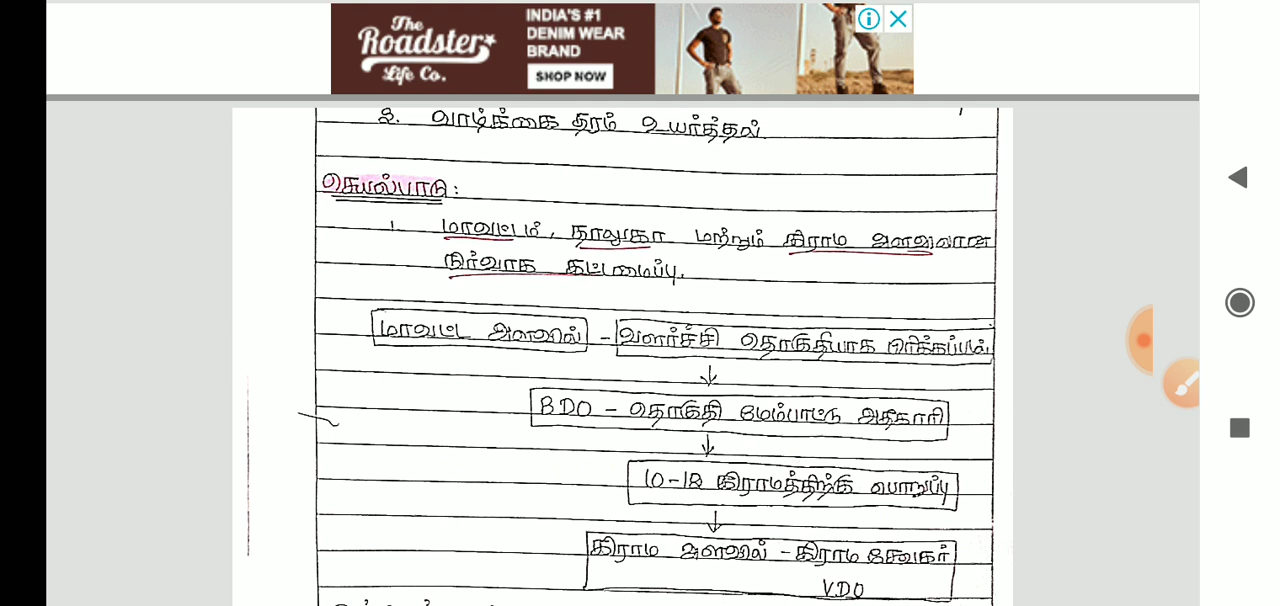 The
Roadster
Life Co.
INDIA'S #1
DENIM WEAR
BRAND
SHOP NOW
2. வாழ்க்கை தரம் உயர்த்தல்
செயல்பாடு :
1. மாவட்டம், தாலுகா மற்றும் கிராம அளவுலான
நிர்வாக கட்டமைப்பு.
மாவட்ட அளவில் - வளர்ச்சி தொகுதியாக பிரிக்கப்படும்
↓
BDO - தொகுதி மேம்பாட்டு அதிகாரி
↓
10-12 கிராமத்திற்கு பொறுப்பு
↓
கிராம அளவில் - கிராம சேவகர்
VDO